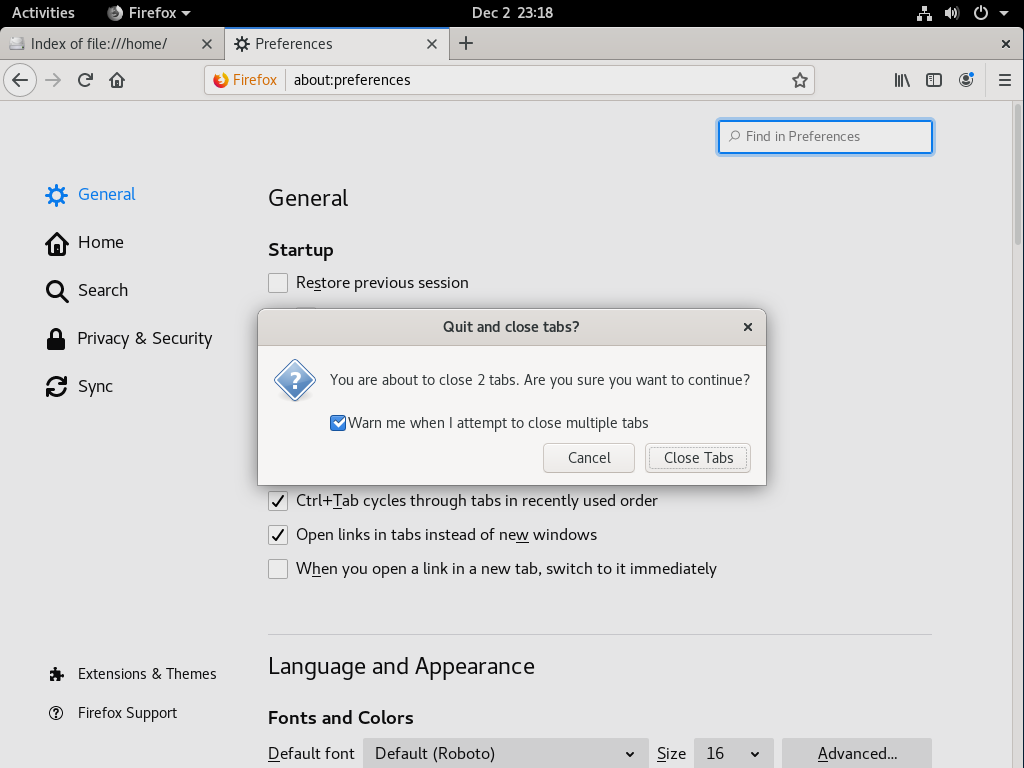 Activities Firefox Dec 2 23:18
Index of file:///home/ Preferences
Firefox about:preferences
Find in Preferences
General
Home
Search
Privacy & Security
Sync
Extensions & Themes
Firefox Support
General
Startup
Restore previous session
Quit and close tabs?
You are about to close 2 tabs. Are you sure you want to continue?
Warn me when I attempt to close multiple tabs
Cancel Close Tabs
Ctrl+Tab cycles through tabs in recently used order
Open links in tabs instead of new windows
When you open a link in a new tab, switch to it immediately
Language and Appearance
Fonts and Colors
Default font Default (Roboto) Size 16 Advanced...